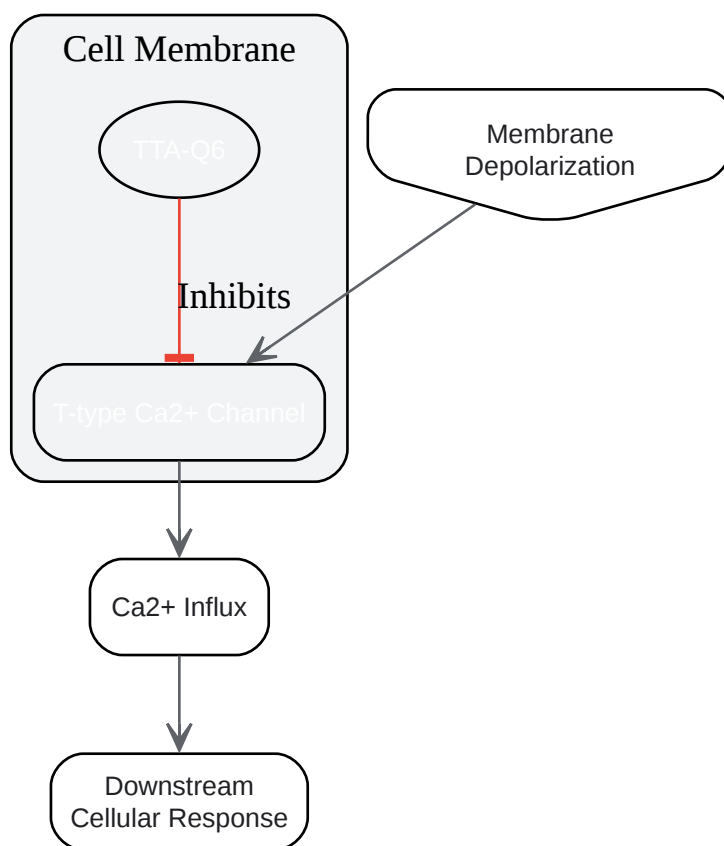 Cell Membrane
TTA-Q6
Membrane
Depolarization
Inhibits
T-type Ca2+ Channel
Ca2+ Influx
Downstream
Cellular Response